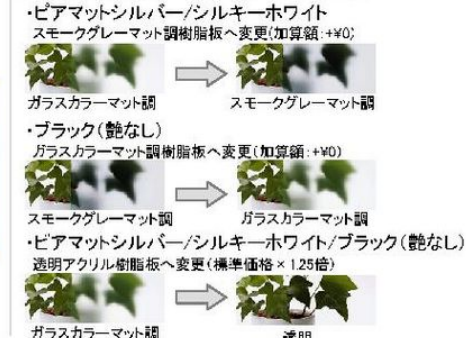 ・ピアマットシルバー/シルキーホワイト
スモークグレーマット調樹脂板へ変更(加算額:+¥0)
ガラスカラーマット調 スモークグレーマット調
・ブラック(艶なし)
ガラスカラーマット調樹脂板へ変更(加算額:+¥0)
スモークグレーマット調 ガラスカラーマット調
・ピアマットシルバー/シルキーホワイト/ブラック(艶なし)
透明アクリル樹脂板へ変更(標準価格×1.25倍)
ガラスカラーマット調 透明